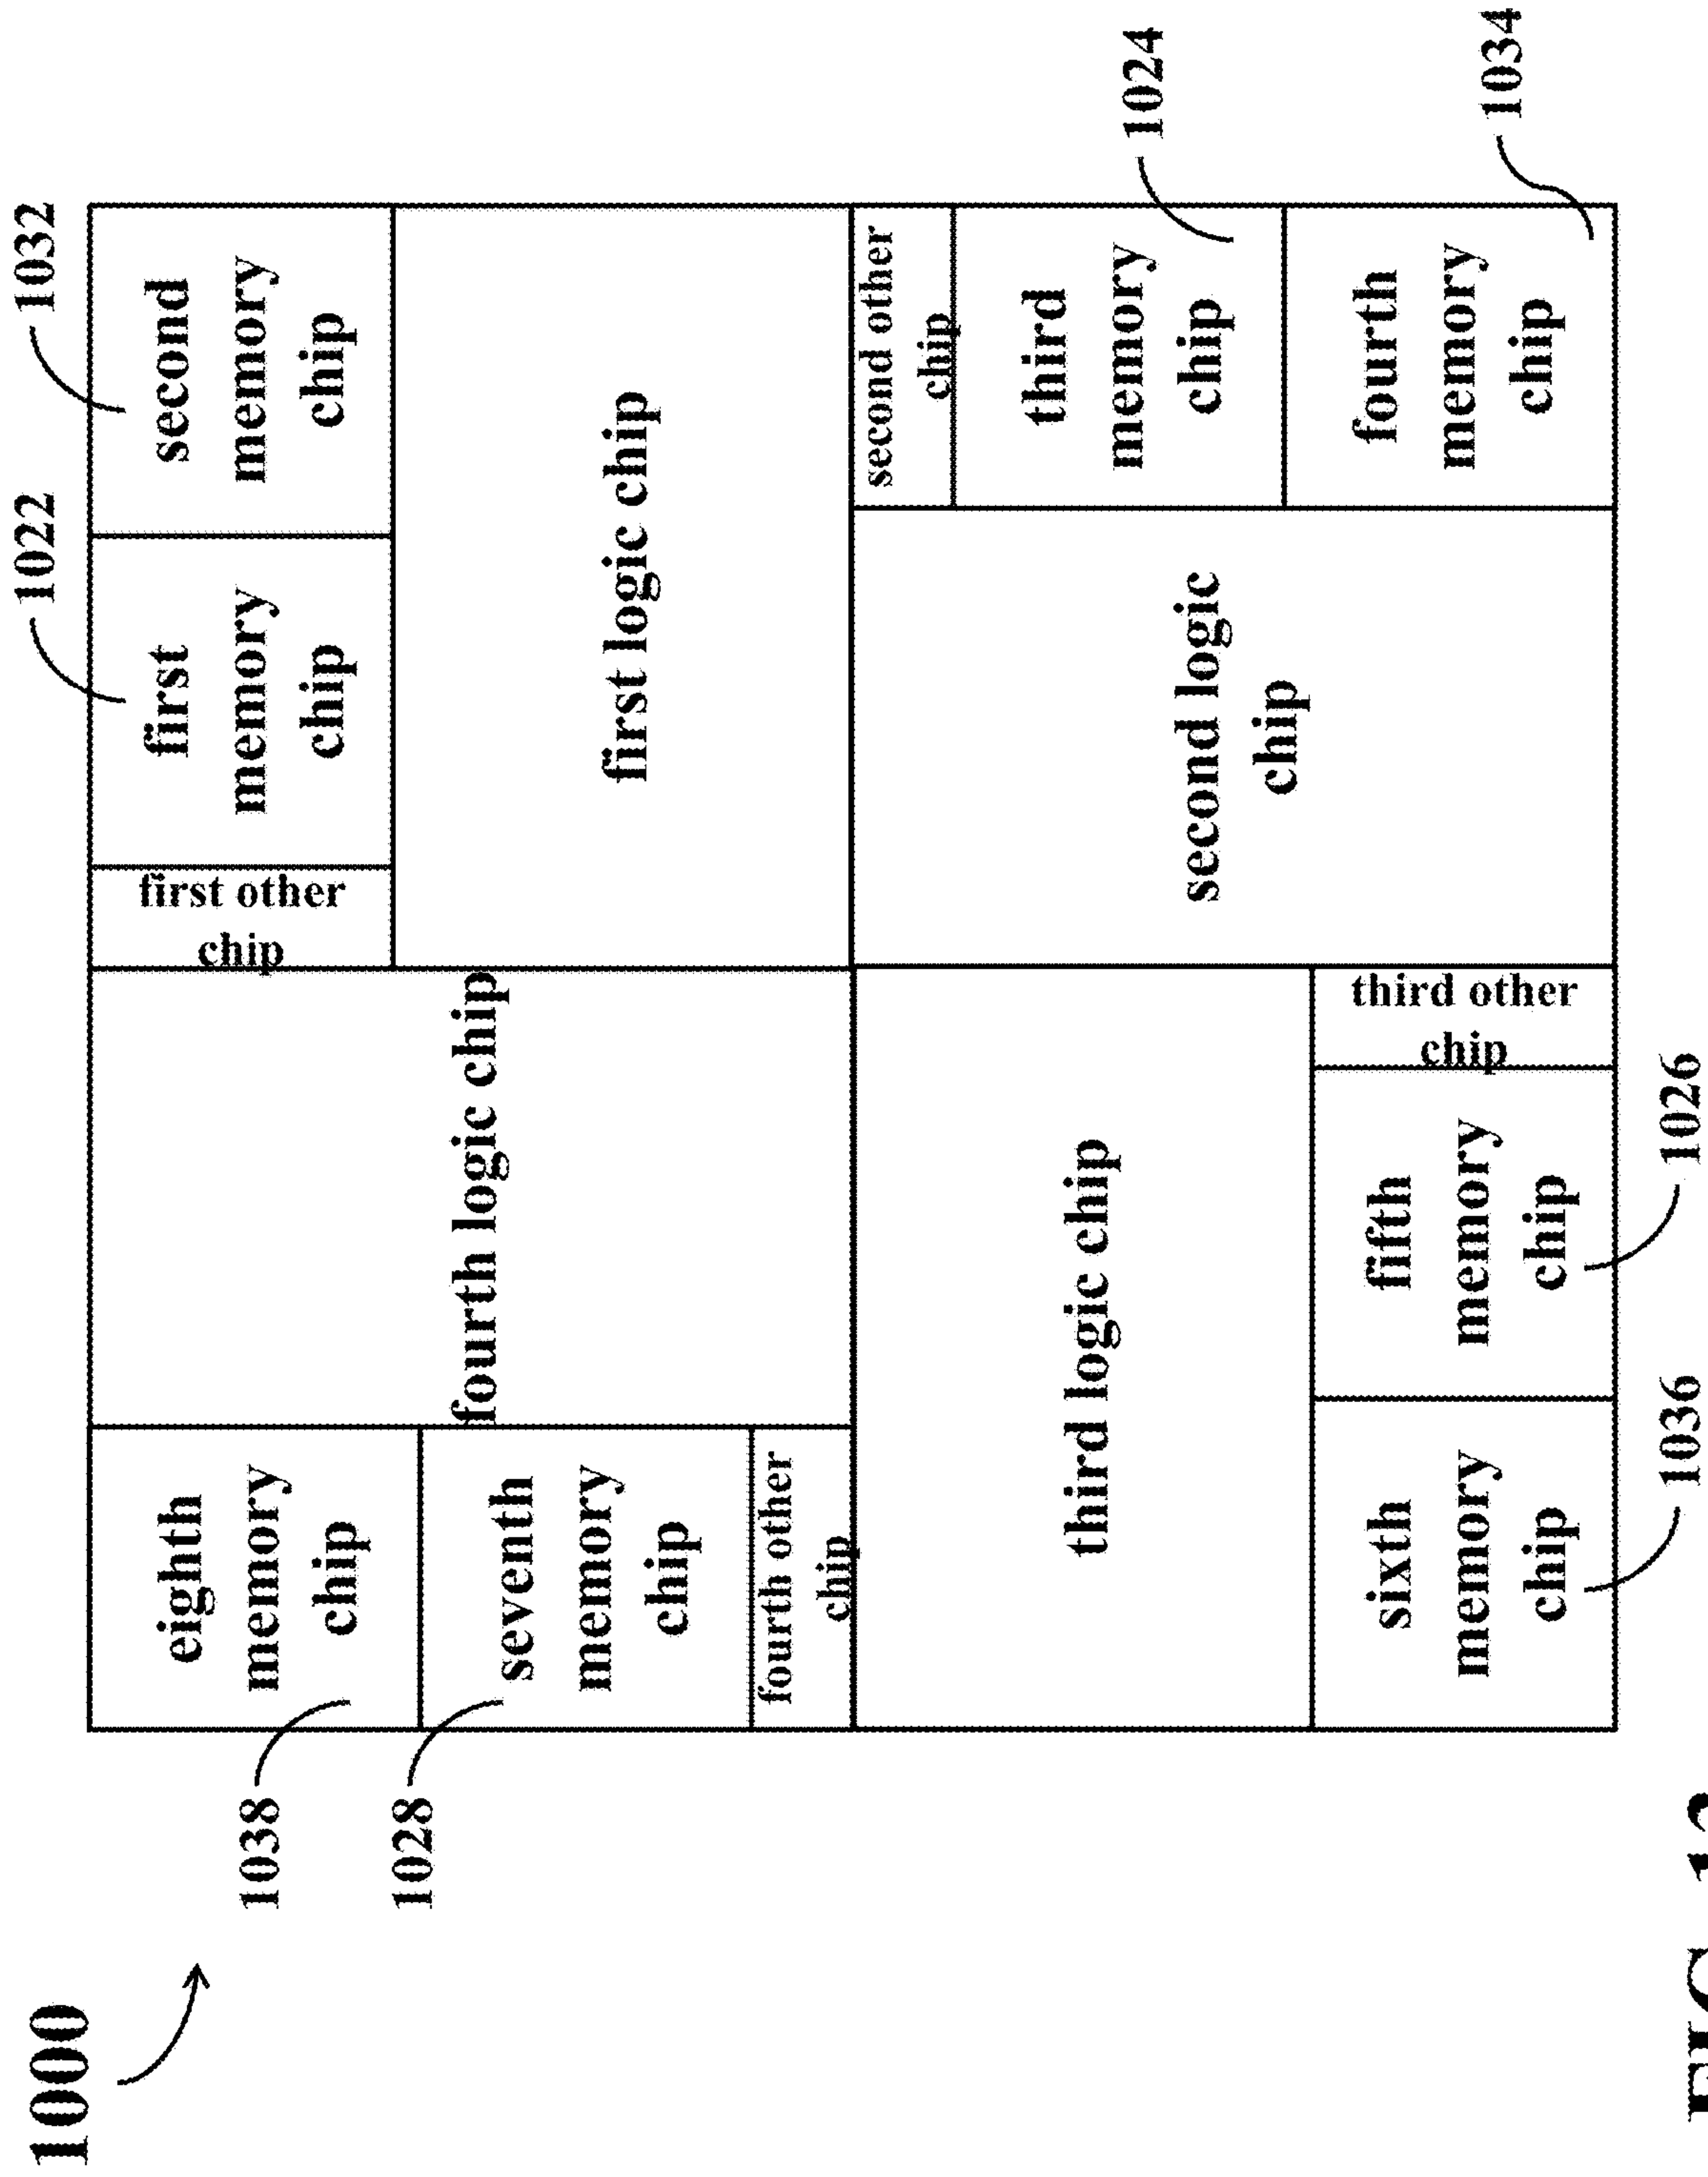 1000
1022
1032
1038
1028
eighth
memory
chip
seventh
memory
chip
fourth other
chip
fourth logic chip
first other
chip
first
memory
chip
second
memory
chip
first logic chip
third logic chip
second logic
chip
second other
chip
third
memory
chip
1024
fourth
memory
chip
1034
sixth
memory
chip
fifth
memory
chip
third other
chip
1036
1026